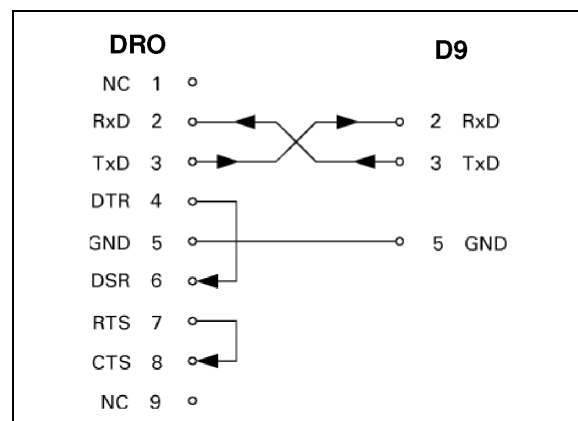 DRO D9
NC 1
RxD 2 2 RxD
TxD 3 3 TxD
DTR 4
GND 5 5 GND
DSR 6
RTS 7
CTS 8
NC 9